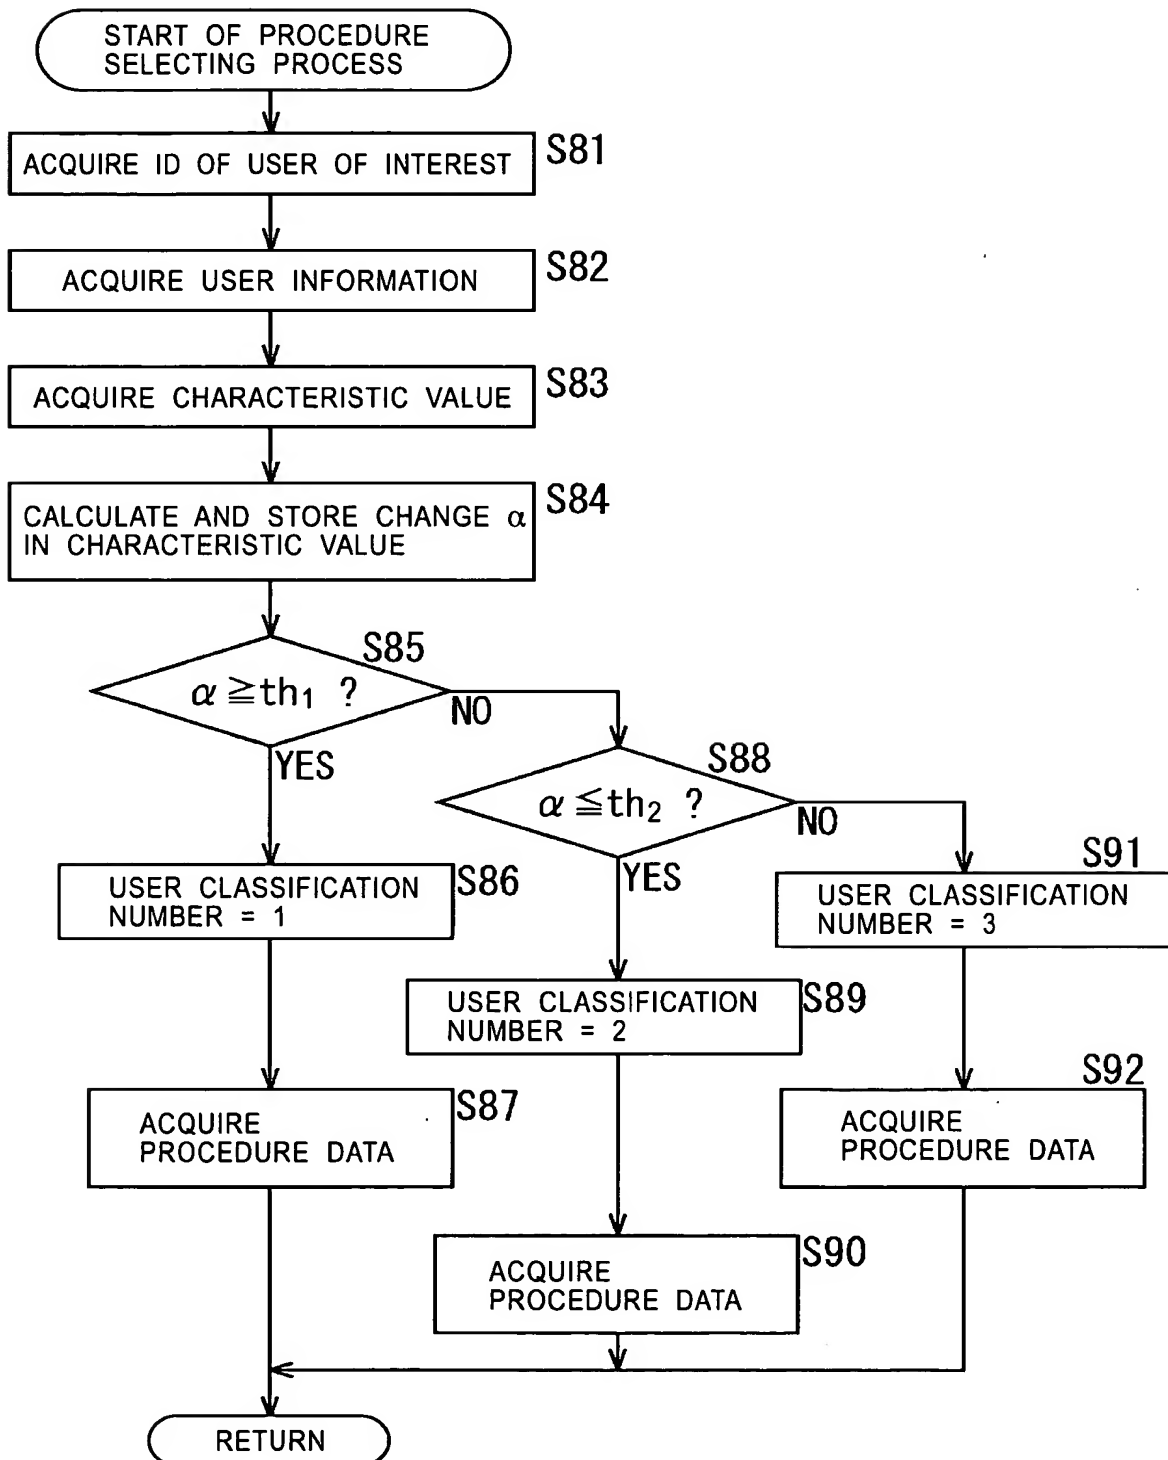 START OF PROCEDURE
SELECTING PROCESS
ACQUIRE ID OF USER OF INTEREST
S81
ACQUIRE USER INFORMATION
S82
ACQUIRE CHARACTERISTIC VALUE
S83
CALCULATE AND STORE CHANGE α
IN CHARACTERISTIC VALUE
S84
S85
α ≧ th₁ ?
NO
YES
S88
α ≦ th₂ ?
NO
YES
USER CLASSIFICATION
NUMBER = 1
S86
S91
USER CLASSIFICATION
NUMBER = 3
USER CLASSIFICATION
NUMBER = 2
S89
ACQUIRE
PROCEDURE DATA
S87
S92
ACQUIRE
PROCEDURE DATA
ACQUIRE
PROCEDURE DATA
S90
RETURN